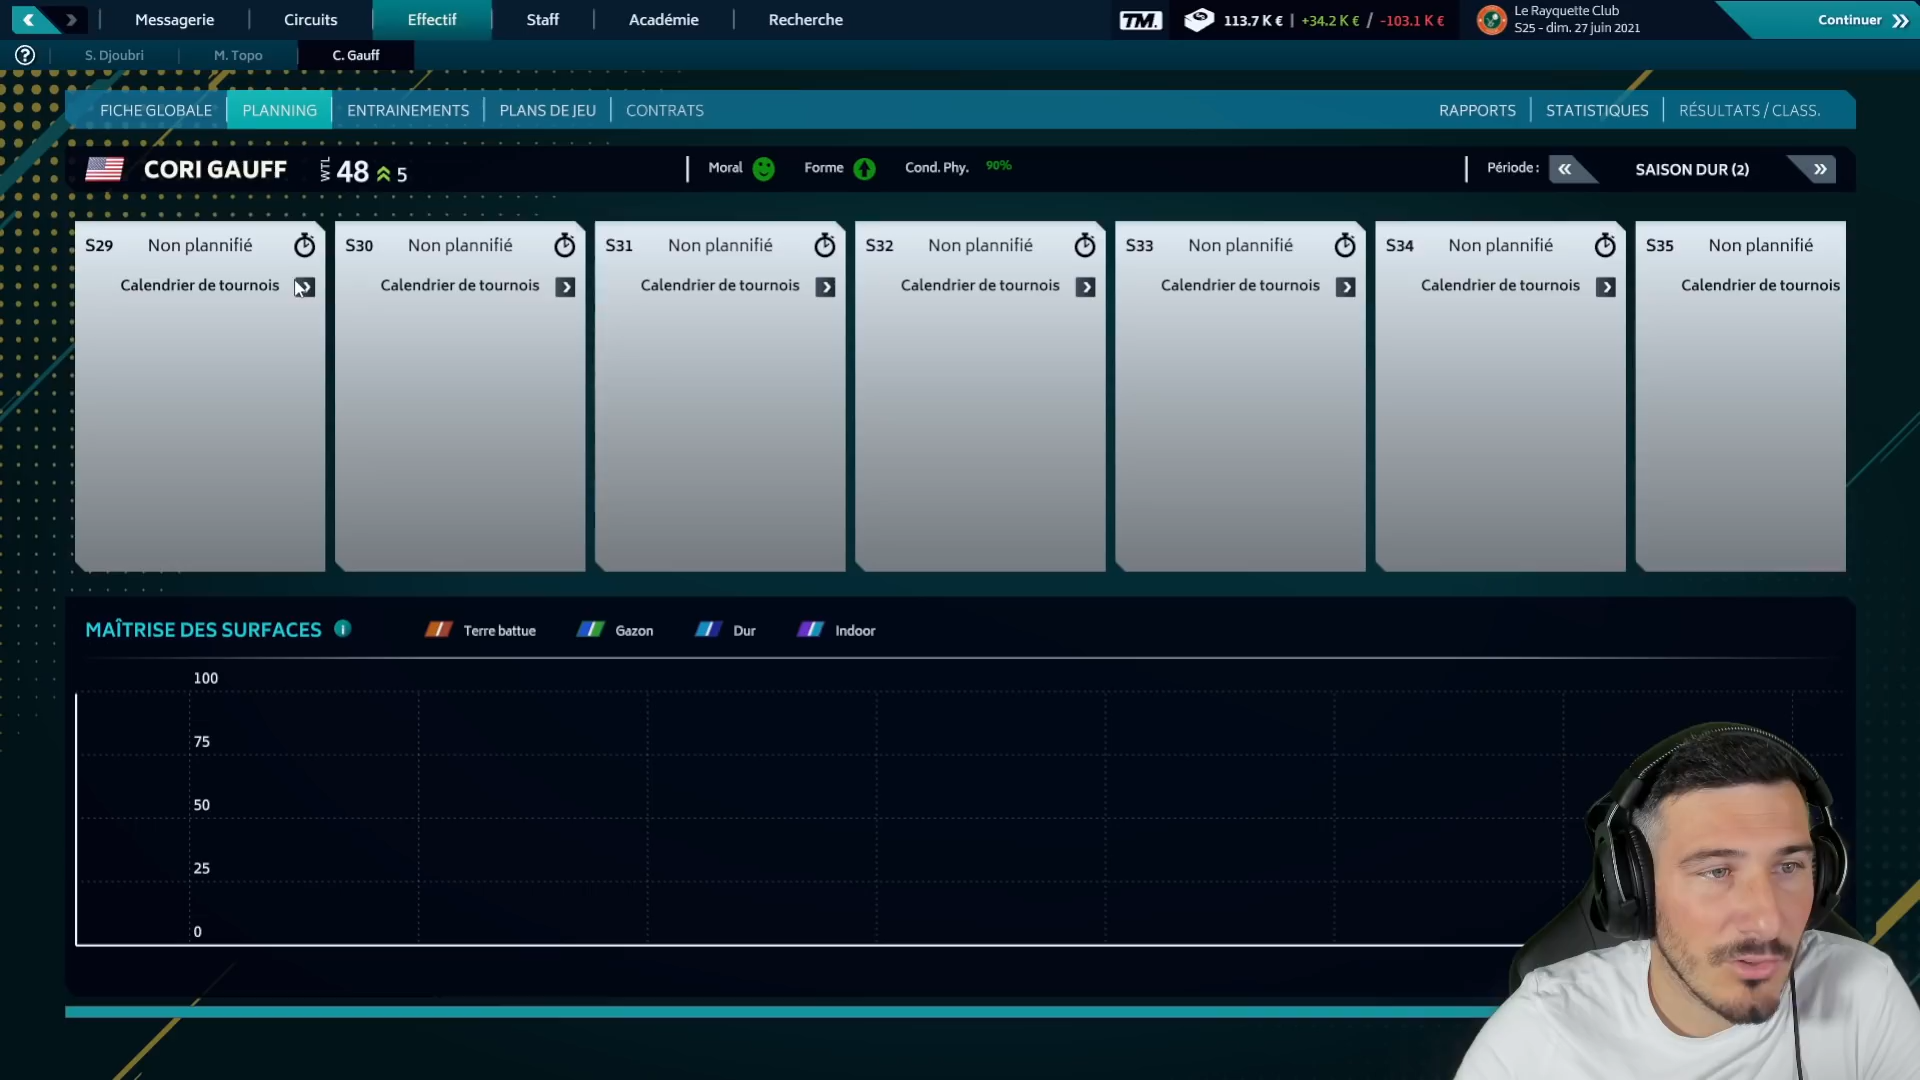 Messagerie
Circuits
Effectif
Staff
Académie
Recherche
TM.
113.7 K € | +34.2 K € / -103.1 K €
Le Rayquette Club
S25 - dim. 27 juin 2021
Continuer
?
S. Djoubri
M. Topo
C. Gauff
FICHE GLOBALE
PLANNING
ENTRAINEMENTS
PLANS DE JEU
CONTRATS
RAPPORTS
STATISTIQUES
RÉSULTATS / CLASS.
CORI GAUFF
WTL
48
5
Moral
Forme
Cond. Phy.
90%
Période :
SAISON DUR (2)
S29 Non plannifié
Calendrier de tournois
S30 Non plannifié
Calendrier de tournois
S31 Non plannifié
Calendrier de tournois
S32 Non plannifié
Calendrier de tournois
S33 Non plannifié
Calendrier de tournois
S34 Non plannifié
Calendrier de tournois
S35 Non plannifié
Calendrier de tournois
MAÎTRISE DES SURFACES
i
Terre battue
Gazon
Dur
Indoor
100
75
50
25
0